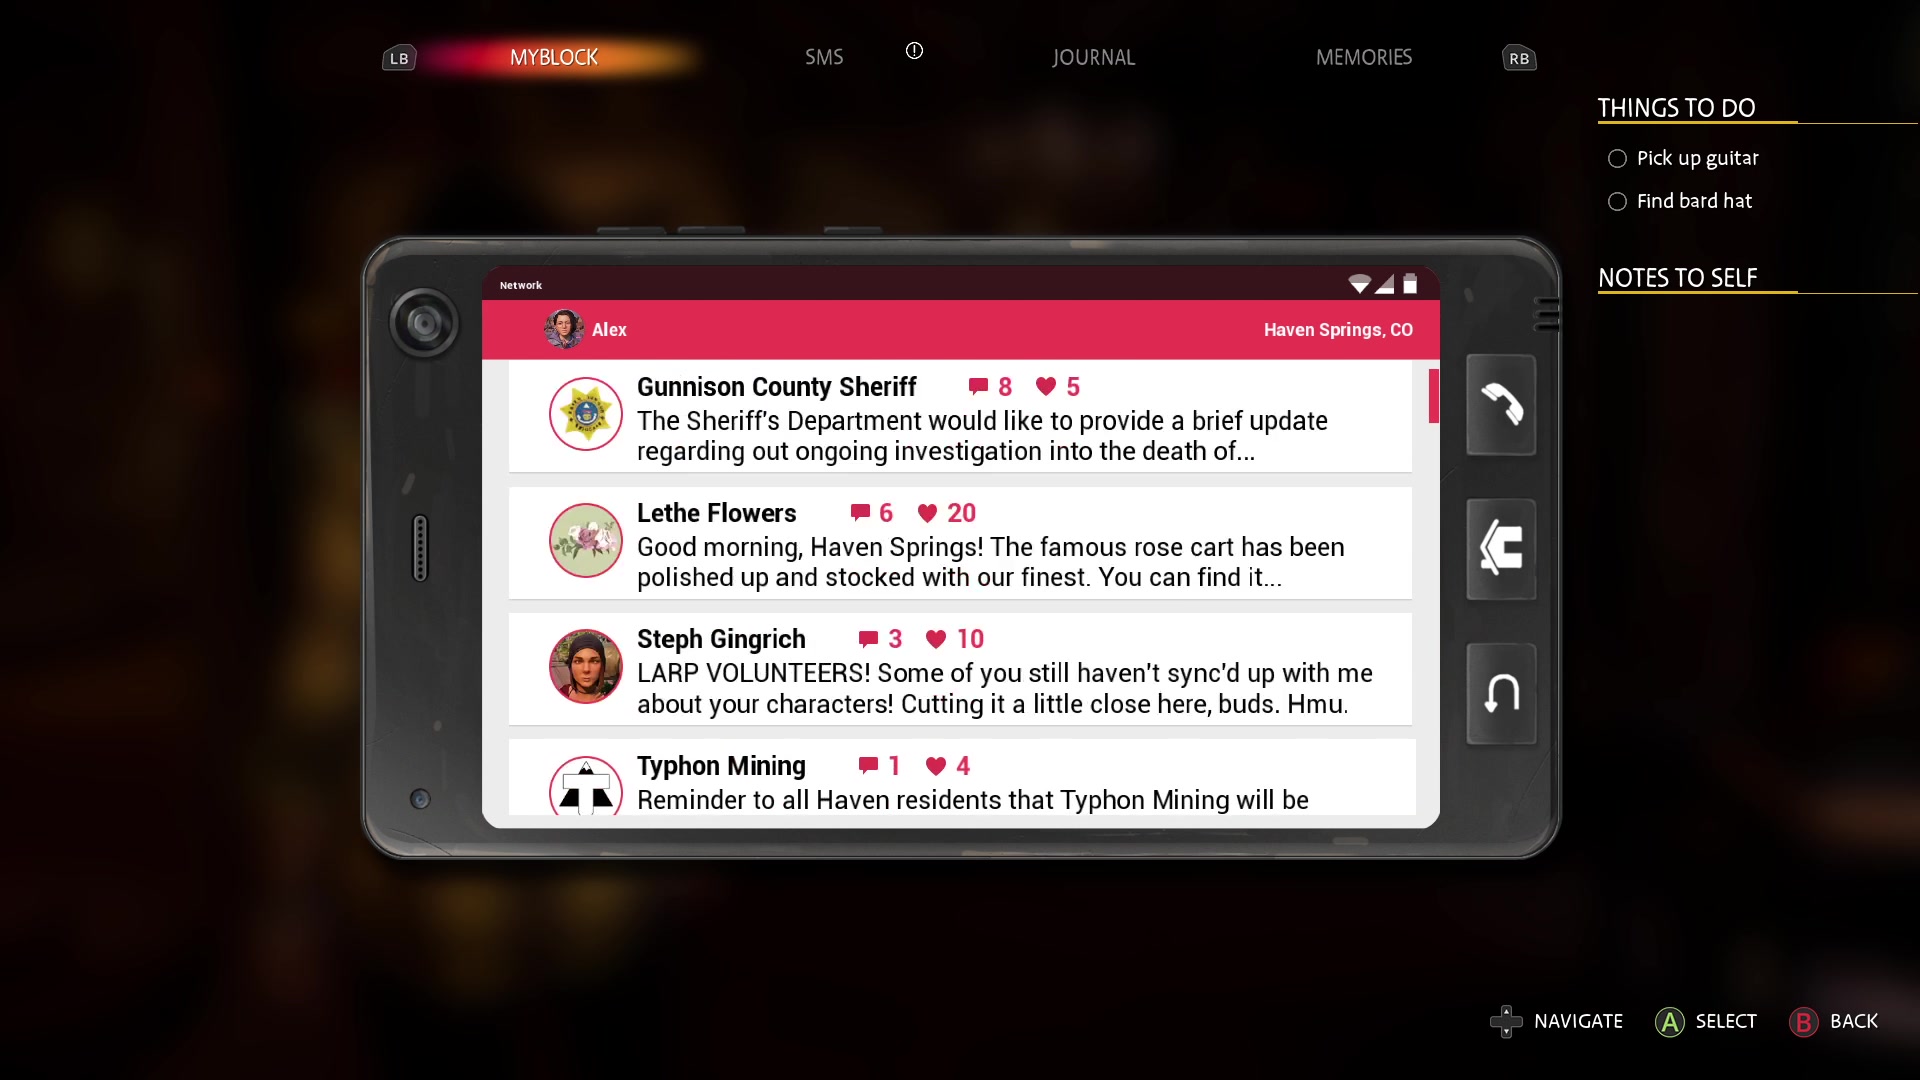 LB MYBLOCK SMS JOURNAL MEMORIES RB
THINGS TO DO
Pick up guitar
Find bard hat
NOTES TO SELF
Network
Alex Haven Springs, CO
Gunnison County Sheriff 8 5
The Sheriff's Department would like to provide a brief update
regarding out ongoing investigation into the death of...
Lethe Flowers 6 20
Good morning, Haven Springs! The famous rose cart has been
polished up and stocked with our finest. You can find it...
Steph Gingrich 3 10
LARP VOLUNTEERS! Some of you still haven't sync'd up with me
about your characters! Cutting it a little close here, buds. Hmu.
Typhon Mining 1 4
Reminder to all Haven residents that Typhon Mining will be
NAVIGATE A SELECT B BACK